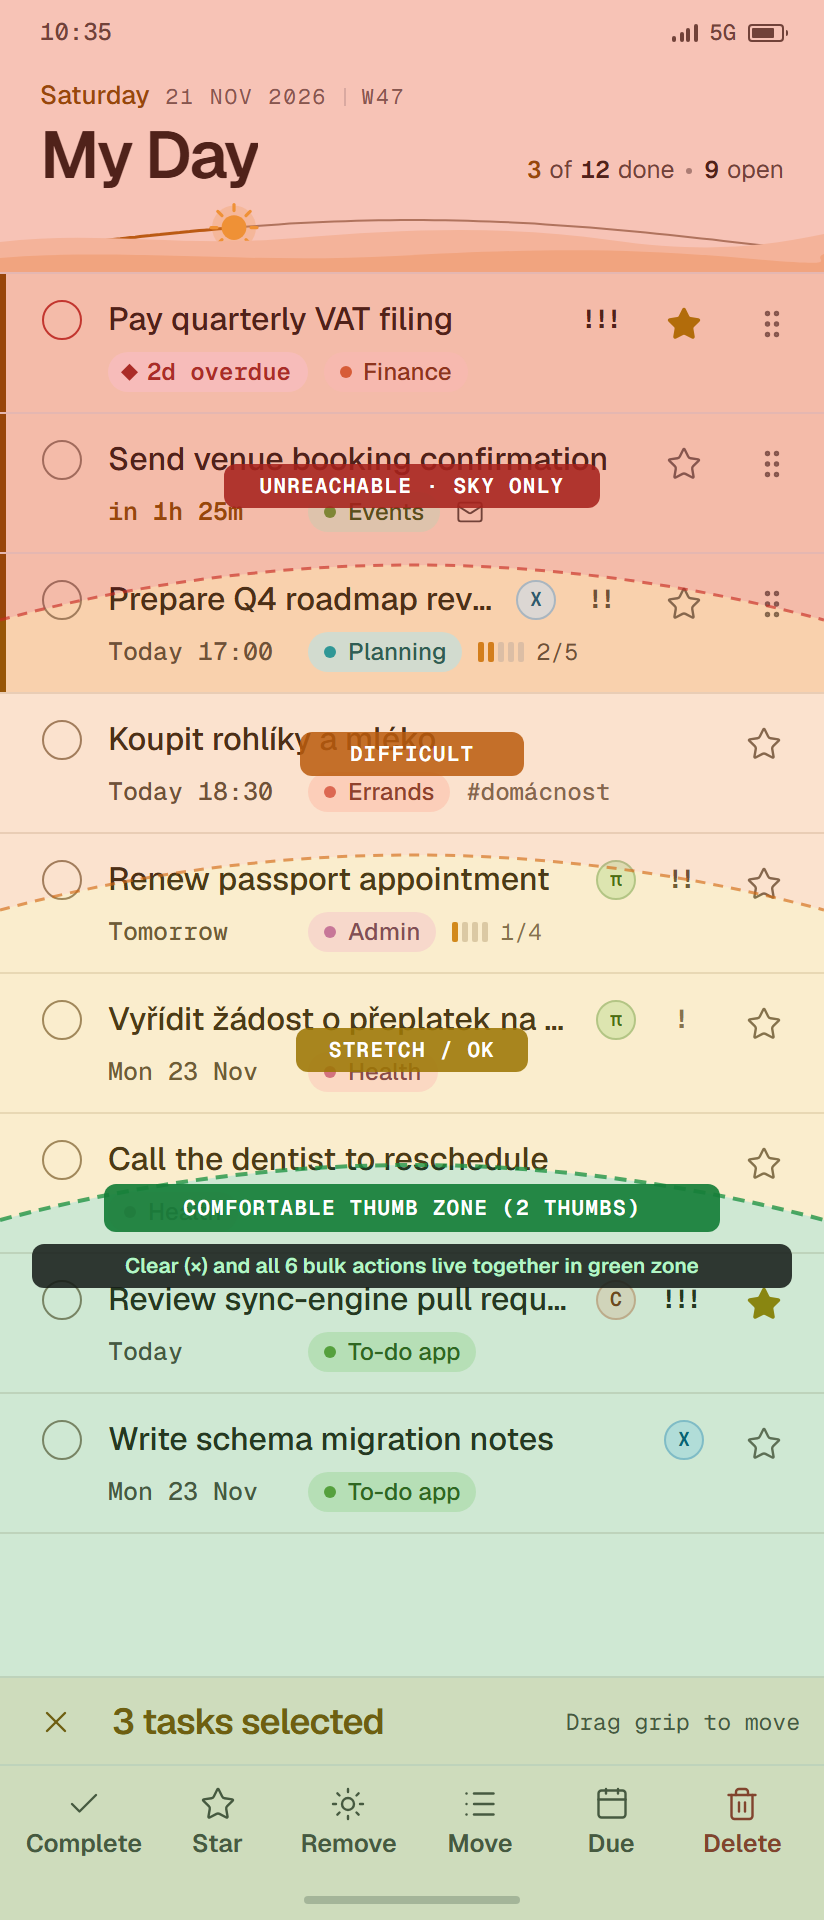 10:35 5G
Saturday 21 NOV 2026 | W47
My Day
3 of 12 done • 9 open
Pay quarterly VAT filing !!!
2d overdue Finance
Send venue booking confirmation
UNREACHABLE · SKY ONLY
in 1h 25m Events
Prepare Q4 roadmap rev... X !!
Today 17:00 Planning 2/5
Koupit rohlíky a mléko
DIFFICULT
Today 18:30 Errands #domácnost
Renew passport appointment π !!
Tomorrow Admin 1/4
Vyřídit žádost o přeplatek na ... π !
STRETCH / OK
Mon 23 Nov Health
Call the dentist to reschedule
COMFORTABLE THUMB ZONE (2 THUMBS)
Health
Clear (×) and all 6 bulk actions live together in green zone
Review sync-engine pull requ... C !!!
Today To-do app
Write schema migration notes X
Mon 23 Nov To-do app
3 tasks selected Drag grip to move
Complete Star Remove Move Due Delete